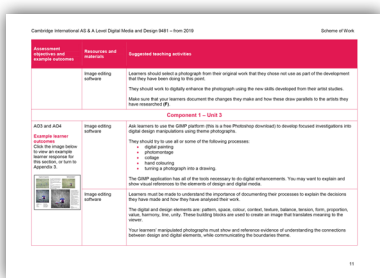 Cambridge International AS & A Level Digital Media and Design 9481 – from 2019
Scheme of Work
Assessment
objectives and
example outcomes
Resources and
materials
Suggested teaching activities
Image editing
software
Learners should select a photograph from their original work that they chose not use as part of the development
that they have been doing to this point.
They should work to digitally enhance the photograph using the new skills developed from their artist studies.
Make sure that your learners document the changes they make and how these draw parallels to the artists they
have researched (F).
Component 1 – Unit 3
AO3 and AO4
Example learner
outcomes
Click the image below
to view an example
learner response for
this section, or turn to
Appendix 3.
Image editing
software
Ask learners to use the GIMP platform (this is a free Photoshop download) to develop focused investigations into
digital design manipulations using theme photographs.
They should try to use all or some of the following processes:
• digital painting
• photomontage
• collage
• hand colouring
• turning a photograph into a drawing.
The GIMP application has all of the tools necessary to do digital enhancements. You may want to explain and
show visual references to the elements of design and digital media.
Image editing
software
Learners must be made to understand the importance of documenting their processes to explain the decisions
they have made and how they have analysed their work.
The digital and design elements are: pattern, space, colour, context, texture, balance, tension, form, proportion,
value, harmony, line, unity. These building blocks are used to create an image that translates meaning to the
viewer.
Your learners' manipulated photographs must show and reference evidence of understanding the connections
between design and digital elements, while communicating the boundaries theme.
11